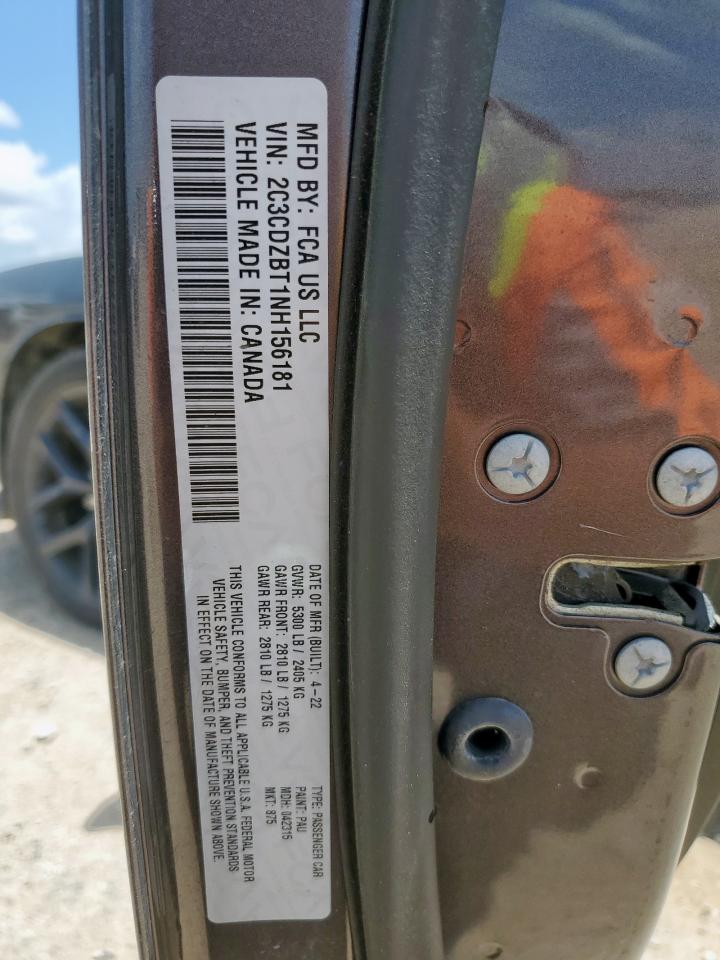 MFD BY: FCA US LLC
VIN: 2C3CDZBT1NH156181
VEHICLE MADE IN: CANADA
DATE OF MFR (BUILT): 4-22
GVWR: 5300 LB / 2405 KG
GAWR FRONT: 2810 LB / 1275 KG
GAWR REAR: 2810 LB / 1275 KG
THIS VEHICLE CONFORMS TO ALL APPLICABLE U.S.A. FEDERAL MOTOR
VEHICLE SAFETY, BUMPER, AND THEFT PREVENTION STANDARDS
IN EFFECT ON THE DATE OF MANUFACTURE SHOWN ABOVE.
TYPE: PASSENGER CAR
PAINT: PAU
MDH: 042315
MKT: 875